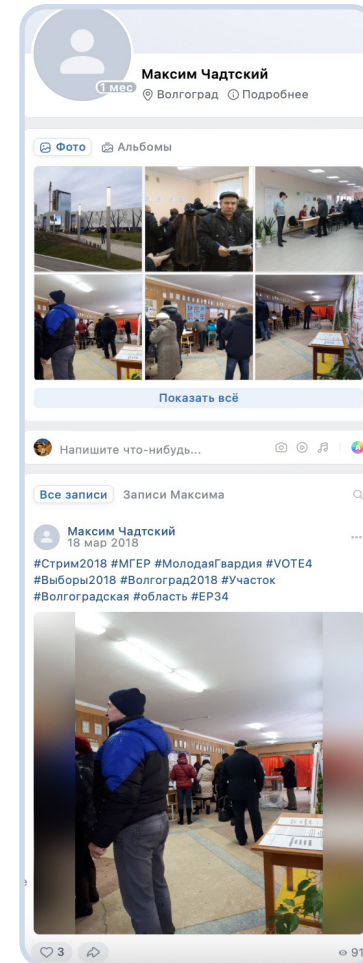 1 мес
Максим Чадтский
Волгоград Подробнее
Фото Альбомы
Показать всё
Напишите что-нибудь...
Все записи Записи Максима
Максим Чадтский
18 мар 2018
#Стрим2018 #МГЕР #МолодаяГвардия #VOTE4
#Выборы2018 #Волгоград2018 #Участок
#Волгоградская #область #ЕР34
3 91